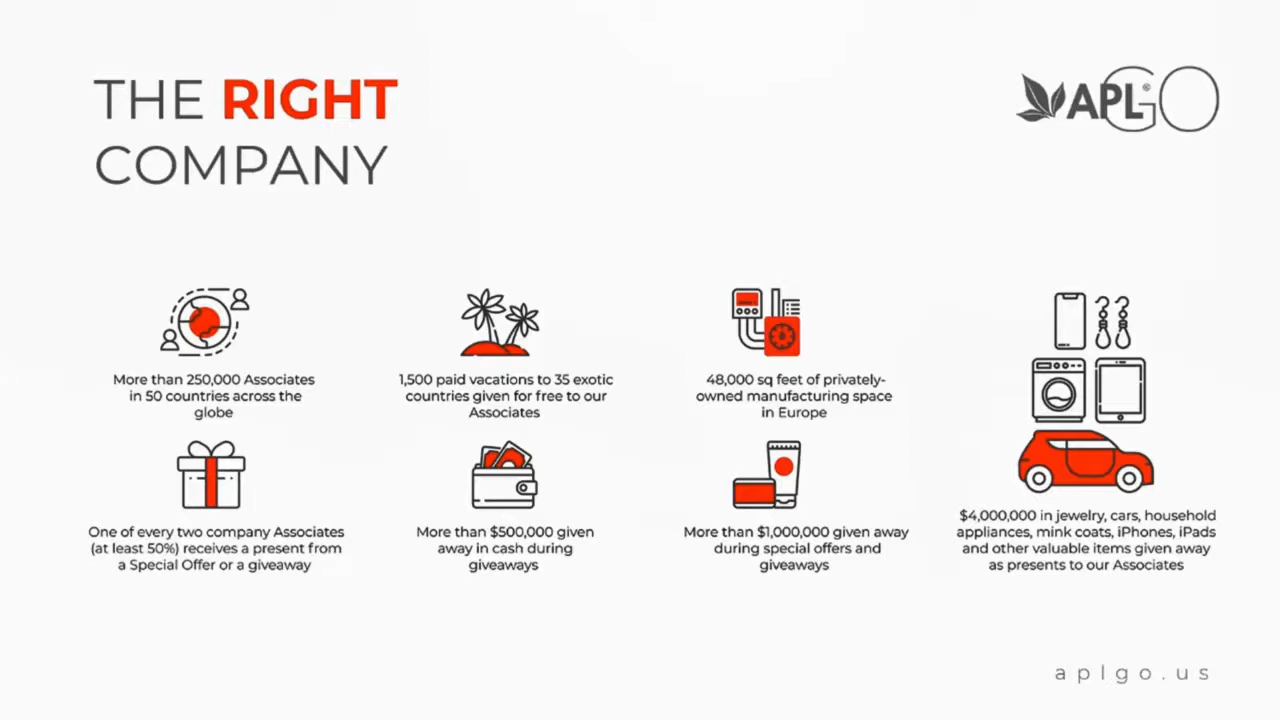 THE RIGHT
COMPANY
APL®GO
More than 250,000 Associates
in 50 countries across the
globe
1,500 paid vacations to 35 exotic
countries given for free to our
Associates
48,000 sq feet of privately-
owned manufacturing space
in Europe
One of every two company Associates
(at least 50%) receives a present from
a Special Offer or a giveaway
More than $500,000 given
away in cash during
giveaways
More than $1,000,000 given away
during special offers and
giveaways
$4,000,000 in jewelry, cars, household
appliances, mink coats, iPhones, iPads
and other valuable items given away
as presents to our Associates
aplgo.us